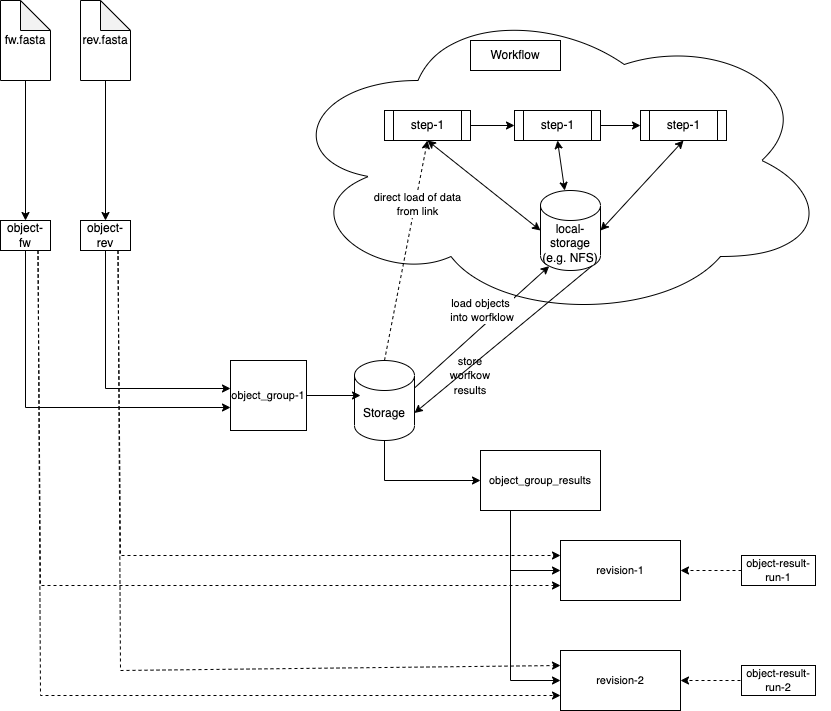 fw.fasta
rev.fasta
Workflow
step-1
step-1
step-1
direct load of data
from link
object-
fw
object-
rev
local-
storage
(e.g. NFS)
load objects
into worfklow
store
worfkow
results
object_group-1
Storage
object_group_results
revision-1
object-result-
run-1
revision-2
object-result-
run-2